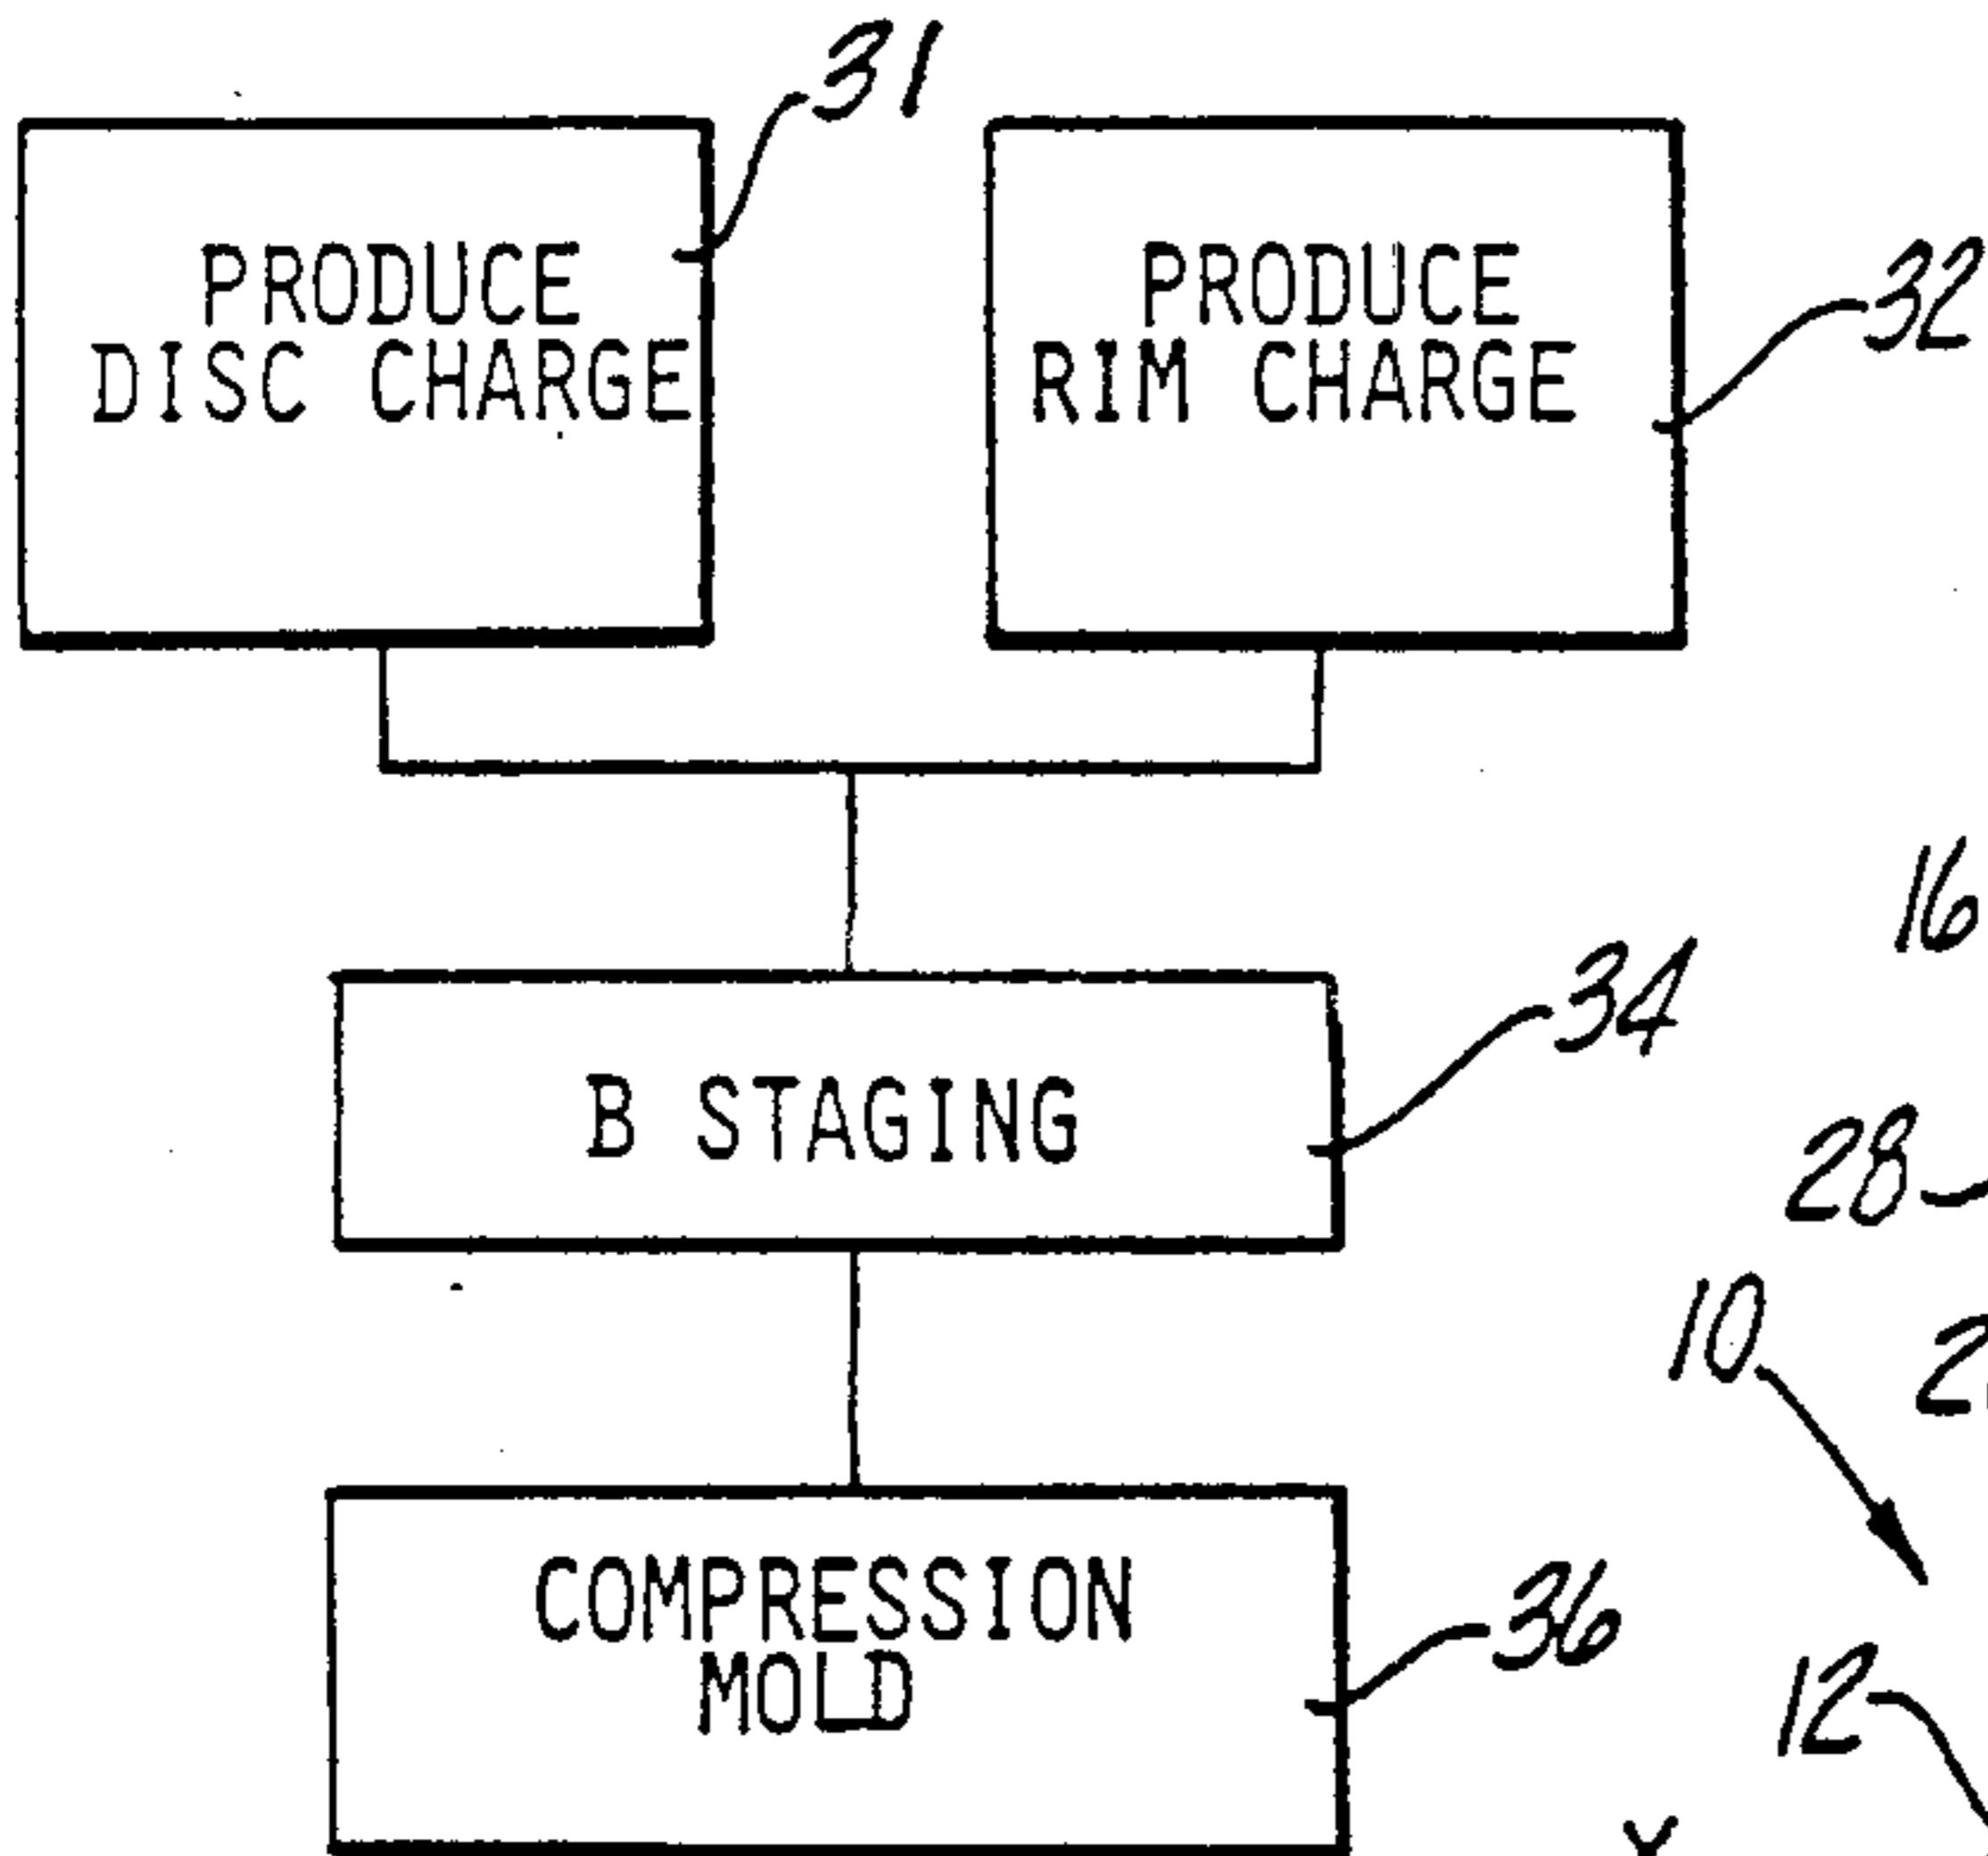 31
PRODUCE
DISC CHARGE
PRODUCE
RIM CHARGE
32
16
34
B STAGING
28
10
COMPRESSION
MOLD
36
12